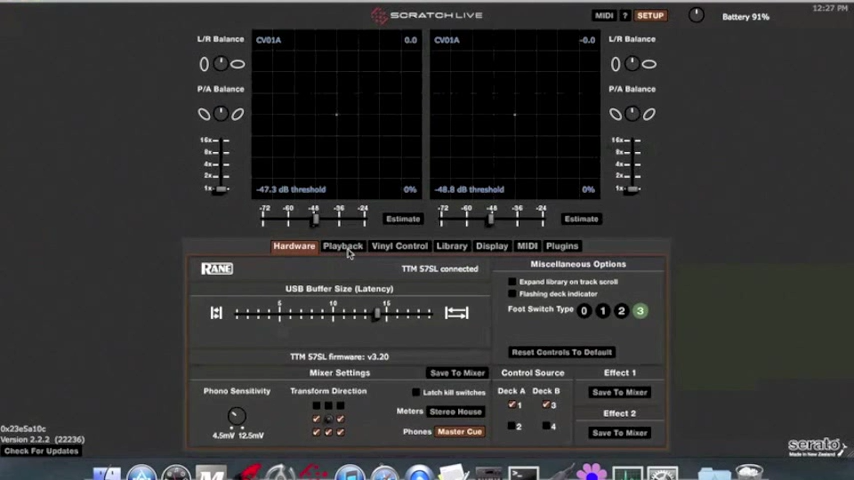 12:27 PM
SCRATCH LIVE
MIDI ? SETUP
Battery 91%
L/R Balance
CV01A 0.0
CV01A -0.0
L/R Balance
P/A Balance
P/A Balance
16x
8x
4x
2x
1x
16x
8x
4x
2x
1x
-47.3 dB threshold 0%
-48.8 dB threshold 0%
-72 -60 -48 -36 -24
Estimate
-72 -60 -48 -36 -24
Estimate
Hardware Playback Vinyl Control Library Display MIDI Plugins
RANE
TTM 57SL connected
USB Buffer Size (Latency)
5 10 15
TTM 57SL firmware: v3.20
Miscellaneous Options
Expand library on track scroll
Flashing deck indicator
Foot Switch Type 0 1 2 3
Reset Controls To Default
Mixer Settings
Save To Mixer
Phono Sensitivity
4.5mV 12.5mV
Transform Direction
Latch kill switches
Meters Stereo House
Phones Master Cue
Control Source
Deck A Deck B
1 3
2 4
Effect 1
Save To Mixer
Effect 2
Save To Mixer
0x23e5a10c
Version 2.2.2 (22236)
Check For Updates
serato
Made in New Zealand